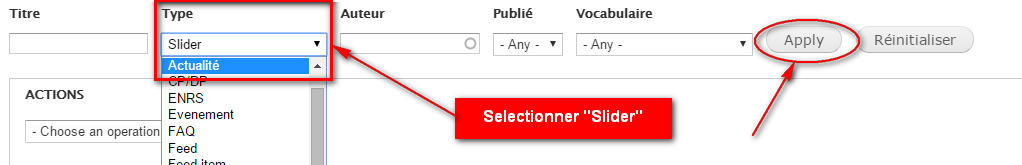 Titre Type Auteur Publié Vocabulaire
Slider - Any - - Any - Apply Réinitialiser
Actualité
CP/DP
ACTIONS
ENRS
Evenement Selectionner "Slider"
- Choose an operation FAQ
Feed
Feed item